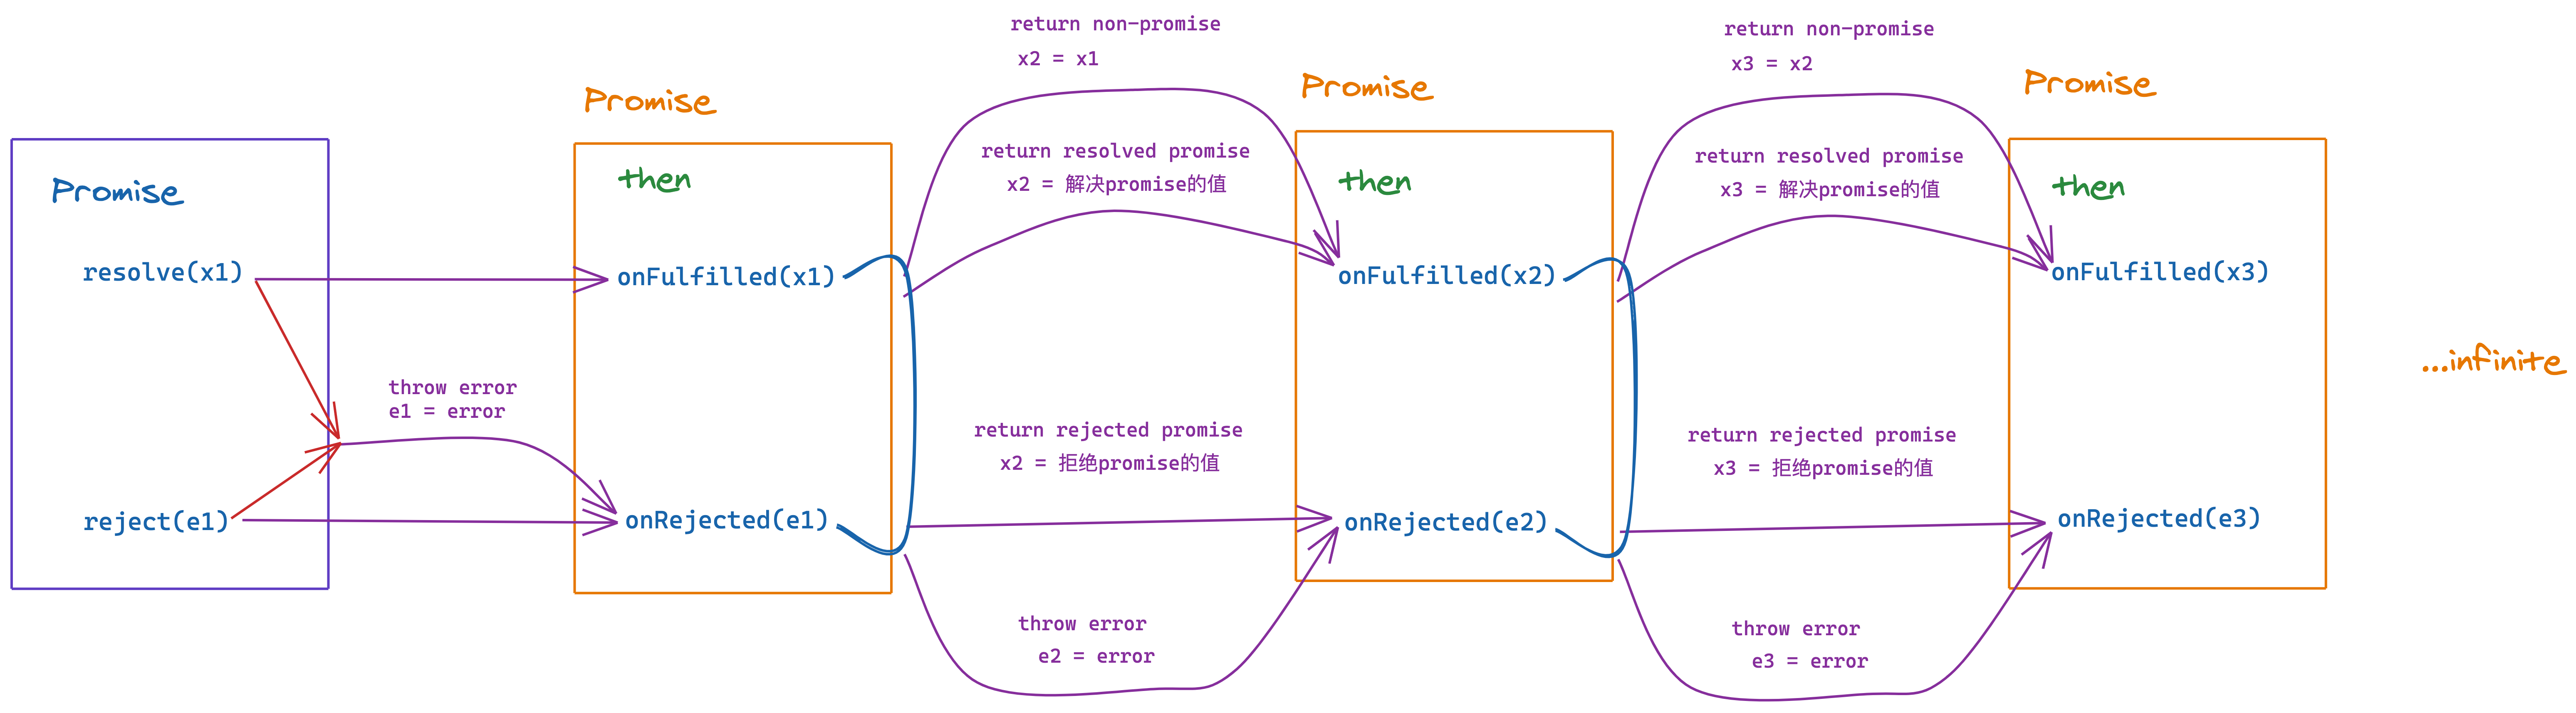 Promise
resolve(x1)
reject(e1)
throw error
e1 = error
Promise
then
onFulfilled(x1)
onRejected(e1)
return non-promise
x2 = x1
return resolved promise
x2 = 解决promise的值
return rejected promise
x2 = 拒绝promise的值
throw error
e2 = error
Promise
then
onFulfilled(x2)
onRejected(e2)
return non-promise
x3 = x2
return resolved promise
x3 = 解决promise的值
return rejected promise
x3 = 拒绝promise的值
throw error
e3 = error
Promise
then
onFulfilled(x3)
onRejected(e3)
...infinite